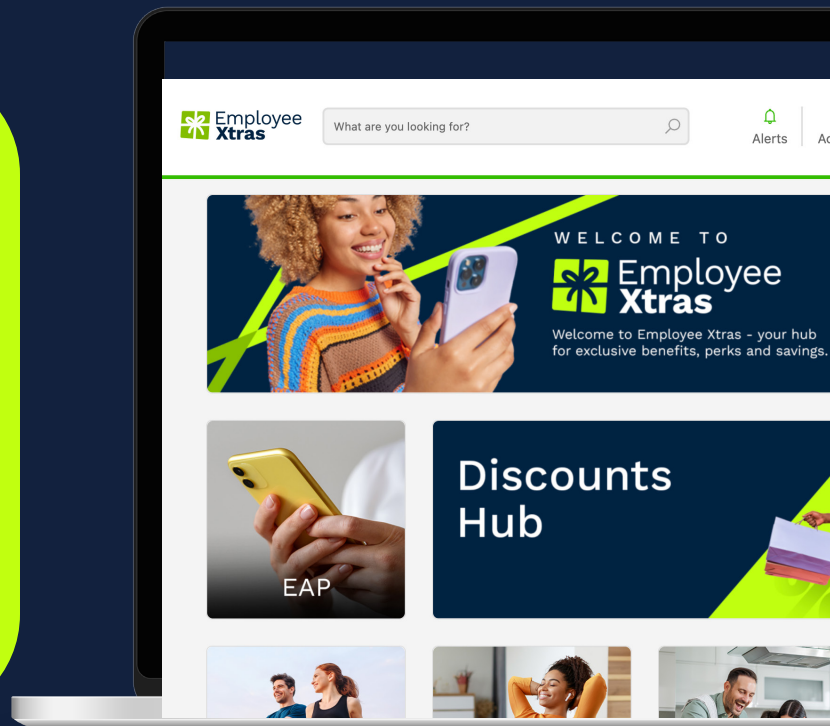 Employee
Xtras
What are you looking for?
Alerts
WELCOME TO
Employee
Xtras
Welcome to Employee Xtras - your hub
for exclusive benefits, perks and savings.
Discounts
Hub
EAP